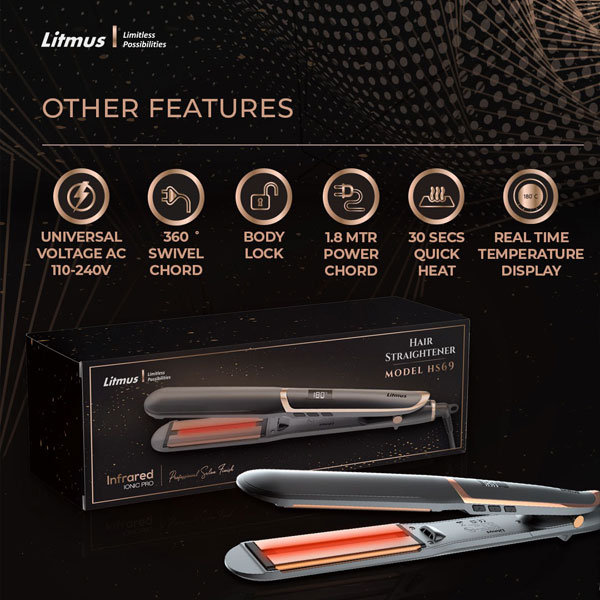 Litmus | Limitless
Possibilities
OTHER FEATURES
180 C
UNIVERSAL
VOLTAGE AC
110-240V
360 °
SWIVEL
CHORD
BODY
LOCK
1.8 MTR
POWER
CHORD
30 SECS
QUICK
HEAT
REAL TIME
TEMPERATURE
DISPLAY
HAIR
STRAIGHTENER
MODEL HS69
Litmus | Limitless
Possibilities
180°
Litmus
Infrared
IONIC PRO
Professional Salon Finish